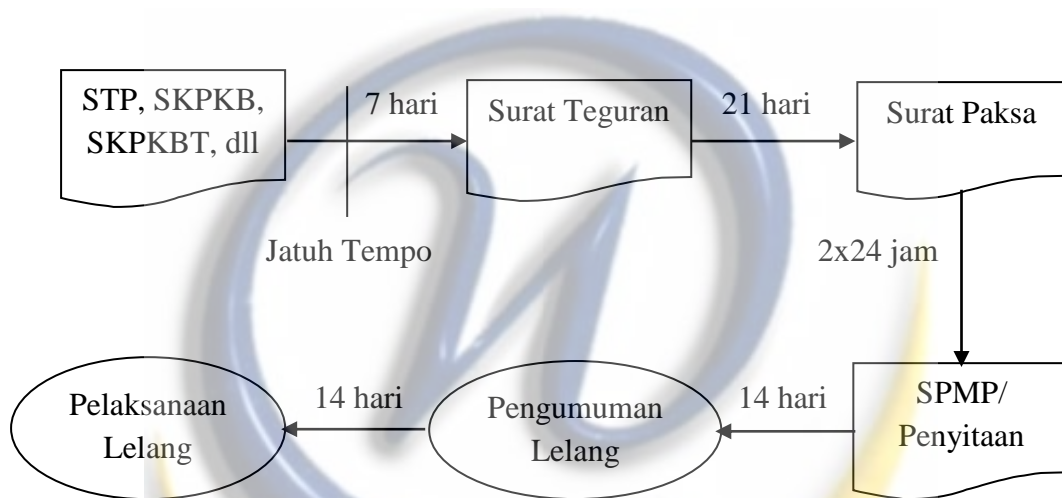 STP, SKPKB,
SKPKBT, dll
7 hari
Surat Teguran
21 hari
Surat Paksa
Jatuh Tempo
2x24 jam
Pelaksanaan
Lelang
14 hari
Pengumuman
Lelang
14 hari
SPMP/
Penyitaan